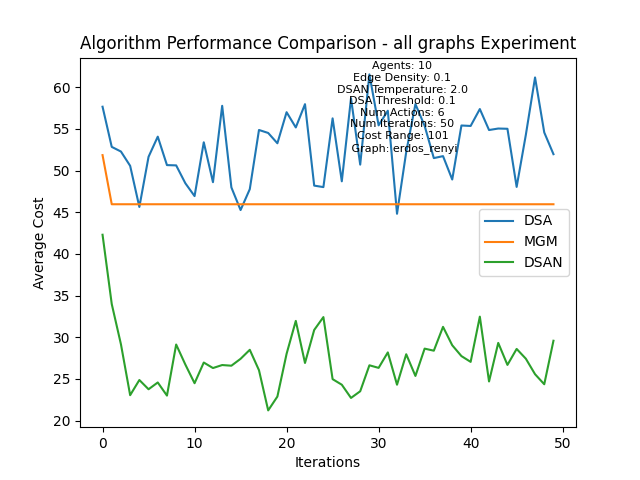 Algorithm Performance Comparison - all graphs Experiment
Agents: 10
Edge Density: 0.1
DSAN Temperature: 2.0
DSA Threshold: 0.1
Num Actions: 6
Num Iterations: 50
Cost Range: 101
Graph: erdos_renyi
60
55
50
45
40
35
30
25
20
Average Cost
DSA
MGM
DSAN
0 10 20 30 40 50
Iterations